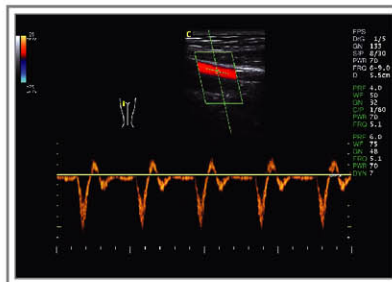 C
FPS
D/G 1/5
GN 133
S/P 8/30
PWR 70
FRQ 6-9.0
D 5.5cm
PRF 4.0
WF 50
GN 32
C/P 1/80
PWR 70
FRQ 5.1
PRF 6.0
WF 75
GN 48
FRQ 5.1
PWR 70
DYN 7